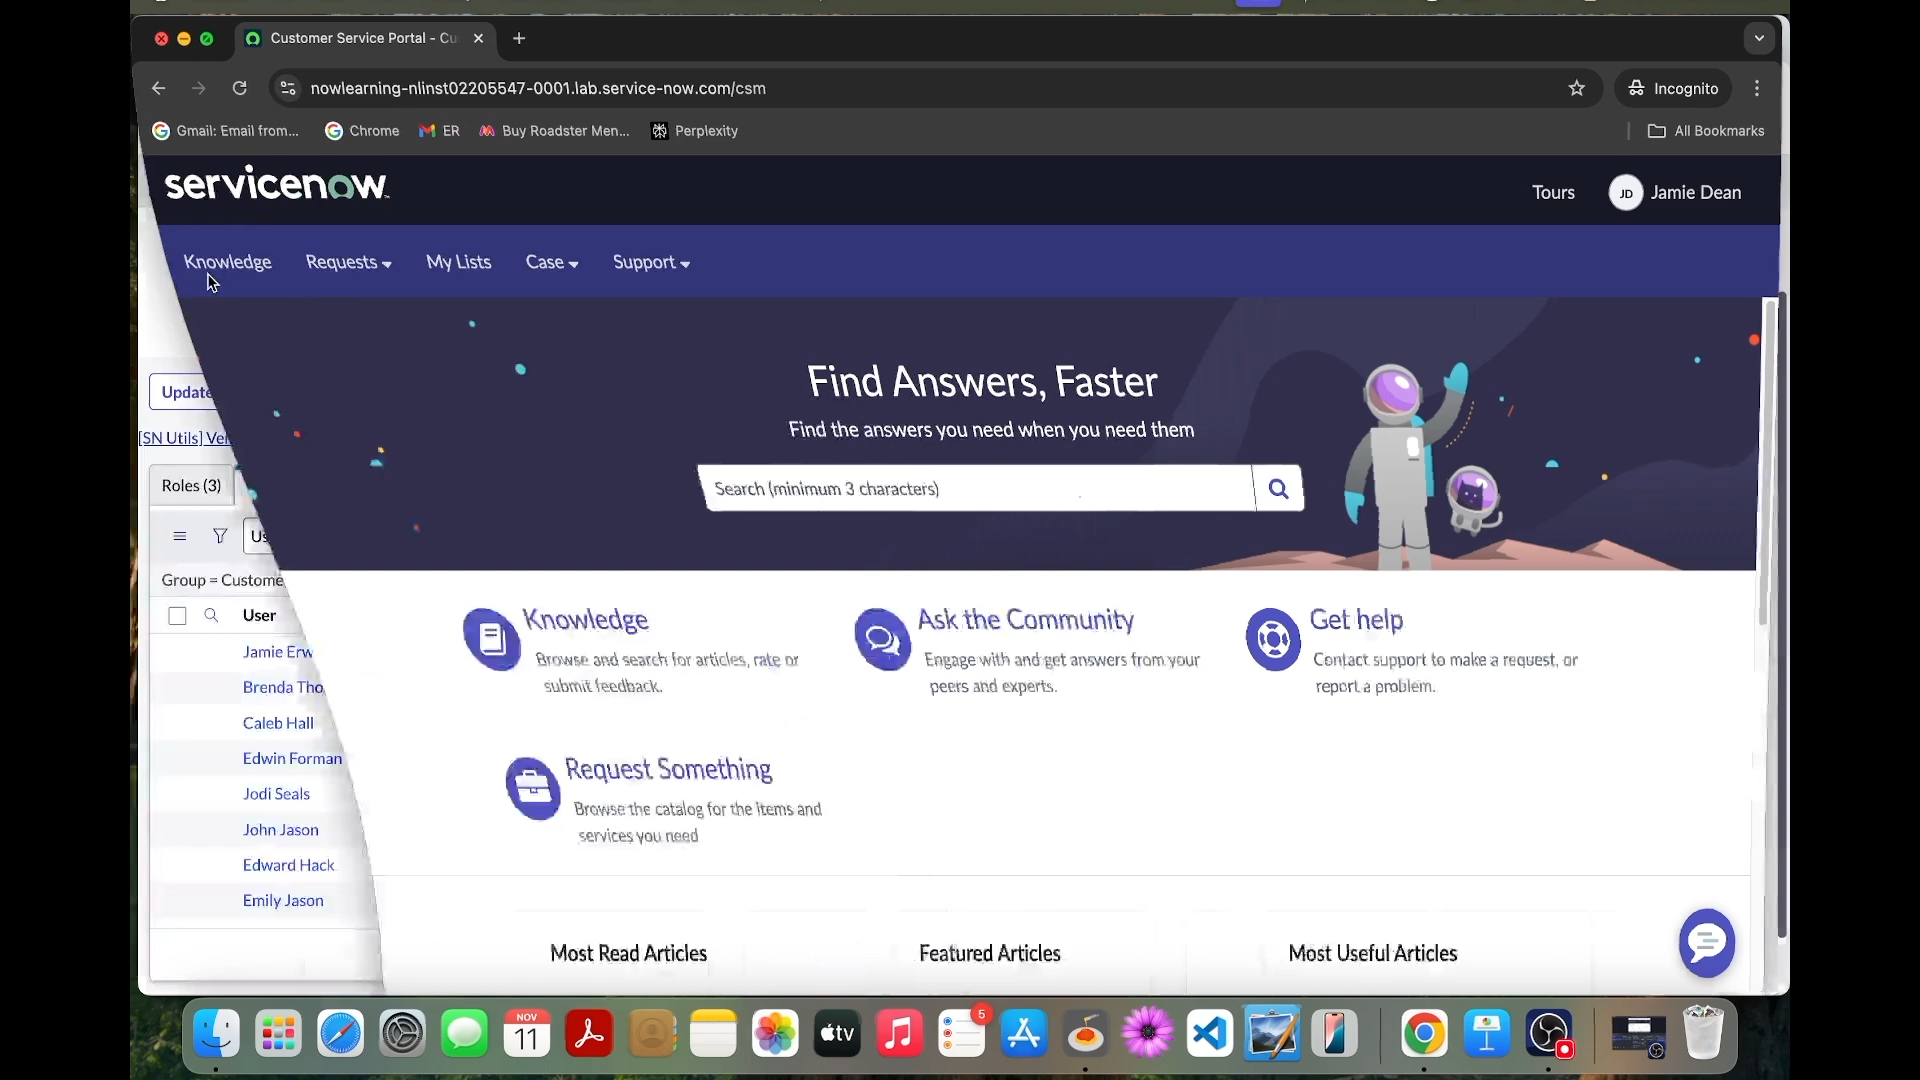 Customer Service Portal - Cu
nowlearning-nlinst02205547-0001.lab.service-now.com/csm
Incognito
Gmail: Email from...
Chrome
ER
Buy Roadster Men...
Perplexity
All Bookmarks
servicenow
Tours
JD
Jamie Dean
Knowledge
Requests
My Lists
Case
Support
Find Answers, Faster
Find the answers you need when you need them
Search (minimum 3 characters)
Update
[SN Utils]
Roles (3)
Group = Custome
User
Jamie Erw
Brenda Tho
Caleb Hall
Edwin Forman
Jodi Seals
John Jason
Edward Hack
Emily Jason
Knowledge
Browse and search for articles, rate or
submit feedback.
Ask the Community
Engage with and get answers from your
peers and experts.
Get help
Contact support to make a request, or
report a problem.
Request Something
Browse the catalog for the items and
services you need
Most Read Articles
Featured Articles
Most Useful Articles
NOV
11
tv
5